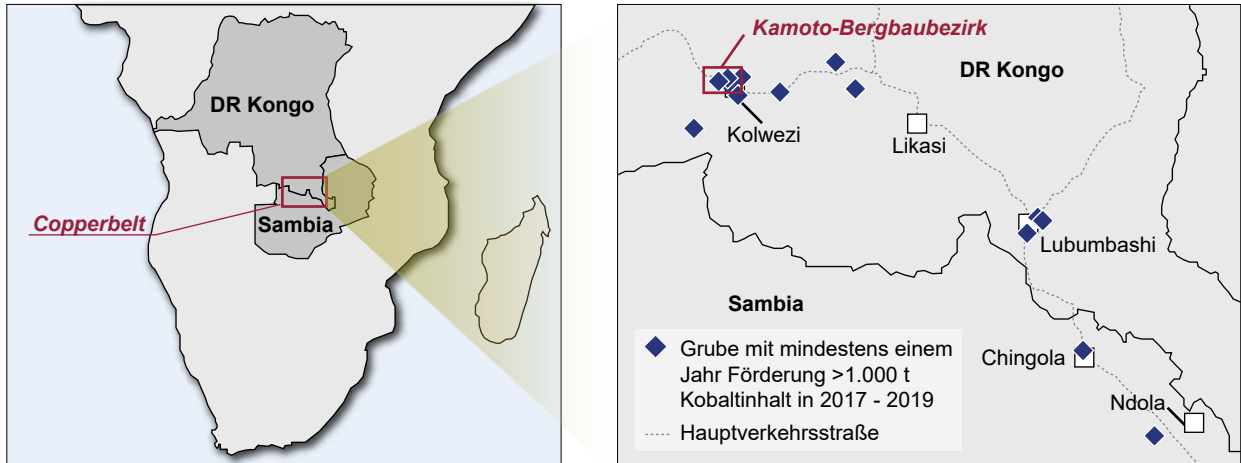 DR Kongo
Copperbelt
Sambia
Kamoto-Bergbaubezirk
DR Kongo
Kolwezi
Likasi
Lubumbashi
Sambia
Chingola
Ndola
Grube mit mindestens einem
Jahr Förderung >1.000 t
Kobaltinhalt in 2017 - 2019
Hauptverkehrsstraße